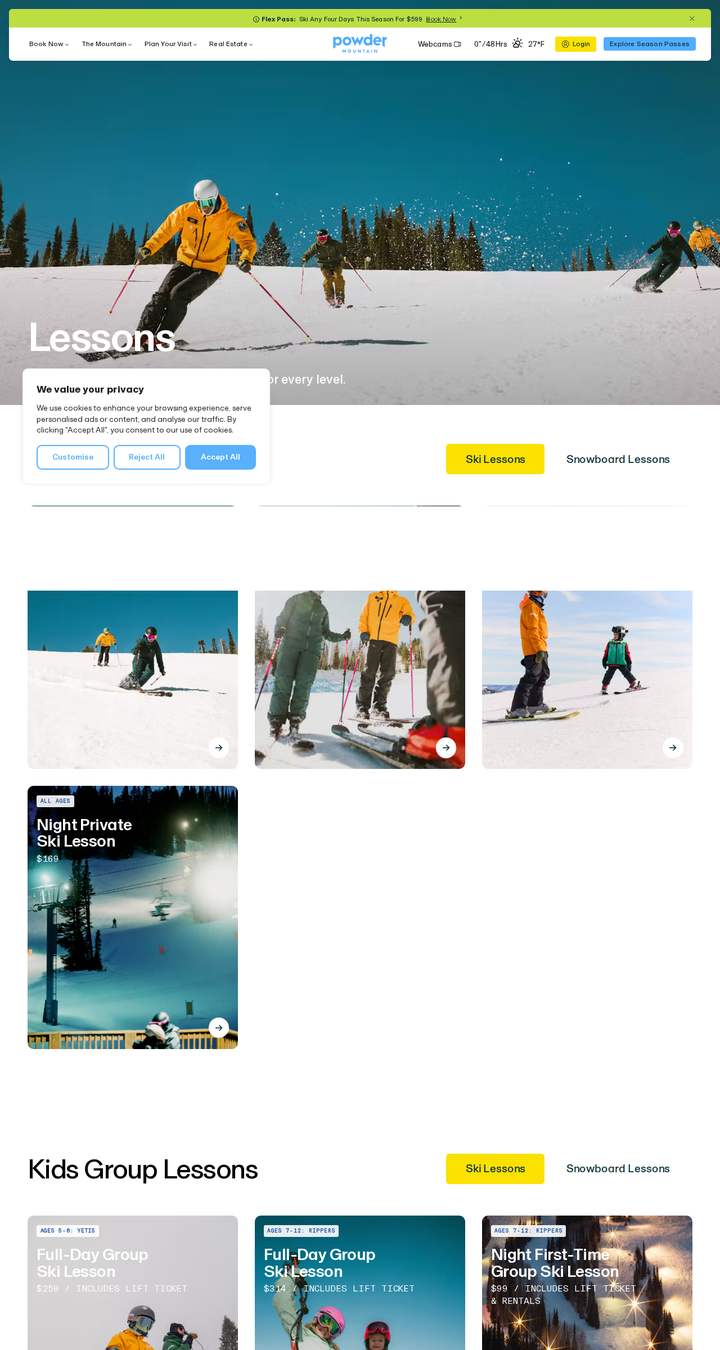 Flex Pass: Ski Any Four Days This Season For $599 Book Now
Book Now
The Mountain
Plan Your Visit
Real Estate
powder
MOUNTAIN
Webcams
0"/48Hrs
27°F
Login
Explore Season Passes
Lessons
or every level.
We value your privacy
We use cookies to enhance your browsing experience, serve
personalised ads or content, and analyse our traffic. By
clicking "Accept All", you consent to our use of cookies.
Customise
Reject All
Accept All
Ski Lessons
Snowboard Lessons
ALL AGES
Night Private
Ski Lesson
$169
Kids Group Lessons
Ski Lessons
Snowboard Lessons
AGES 5-6: YETIS
Full-Day Group
Ski Lesson
$259 / INCLUDES LIFT TICKET
AGES 7-12: RIPPERS
Full-Day Group
Ski Lesson
$314 / INCLUDES LIFT TICKET
AGES 7-12: RIPPERS
Night First-Time
Group Ski Lesson
$99 / INCLUDES LIFT TICKET
& RENTALS